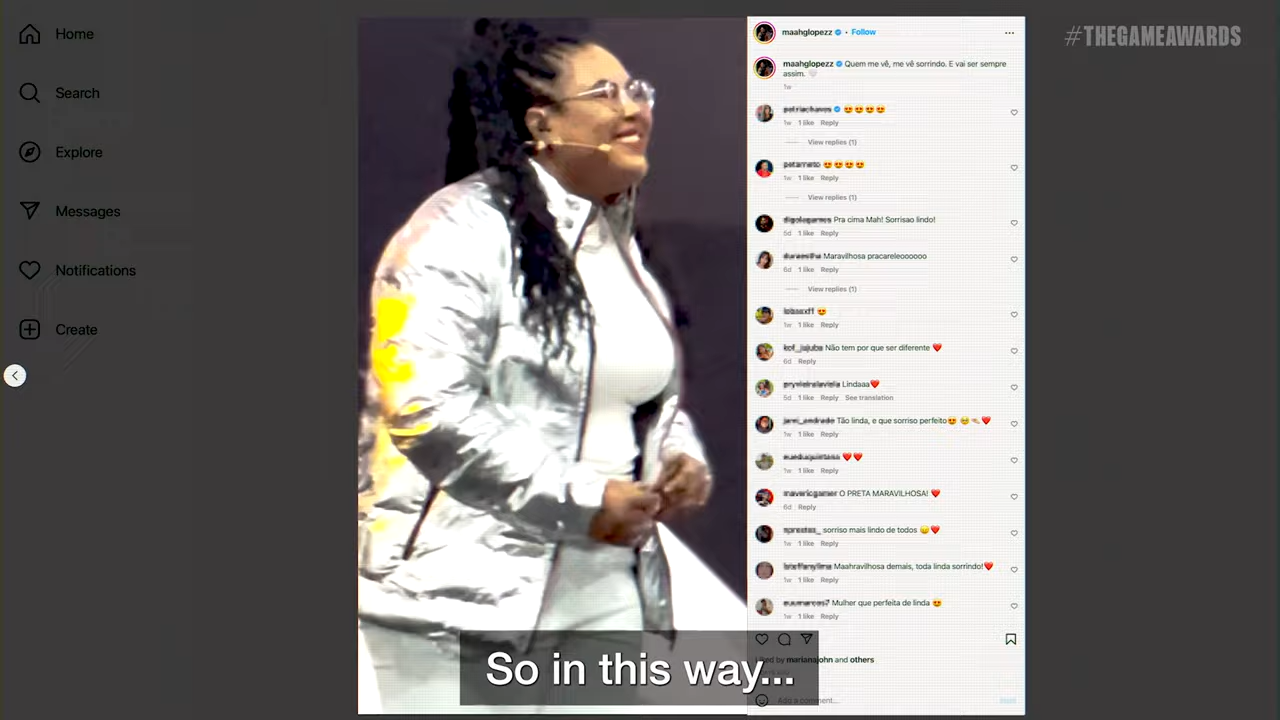 Home
Search
Explore
Messages
Notifications
Create
#THEGAMEAWARDS
maahglopezz • Follow
maahglopezz Quem me vê, me vê sorrindo. E vai ser sempre
assim. 🤍
1w
😍😍😍😍
1w 1 like Reply
View replies (1)
😍😍😍😍
1w 1 like Reply
View replies (1)
Pra cima Mah! Sorrisao lindo!
6d 1 like Reply
Maravilhosa pracareleoooooo
6d 1 like Reply
View replies (1)
😍
1w 1 like Reply
Não tem por que ser diferente ❤️
6d Reply
Lindaaa❤️
5d 1 like Reply See translation
Tão linda, e que sorriso perfeito😍
1w 1 like Reply
❤️❤️
1w 1 like Reply
O PRETA MARAVILHOSA! ❤️
6d Reply
sorriso mais lindo de todos
1w 1 like Reply
Maahravilhosa demais, toda linda sorrindo!❤️
1w 1 like Reply
Mulher que perfeita de linda 😍
1w 1 like Reply
by marianajohn and others
Add a comment...
So in this way...